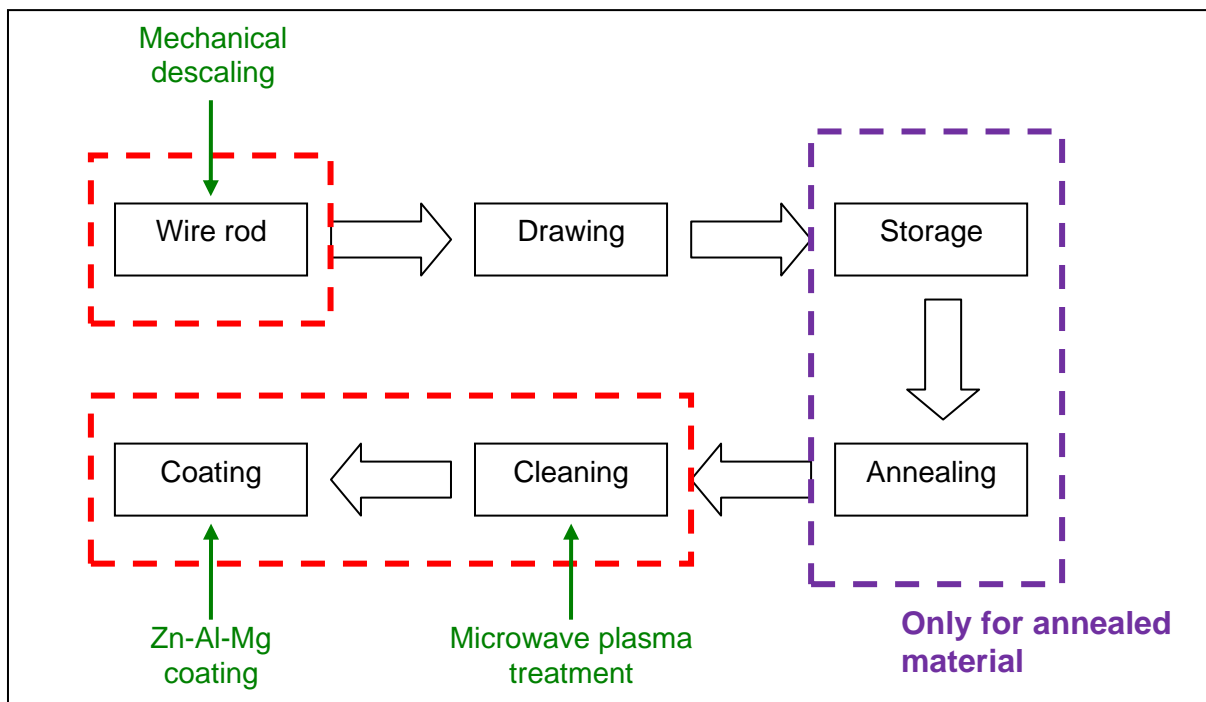 Mechanical
descaling
Wire rod
Drawing
Storage
Coating
Cleaning
Annealing
Zn-Al-Mg
coating
Microwave plasma
treatment
Only for annealed
material